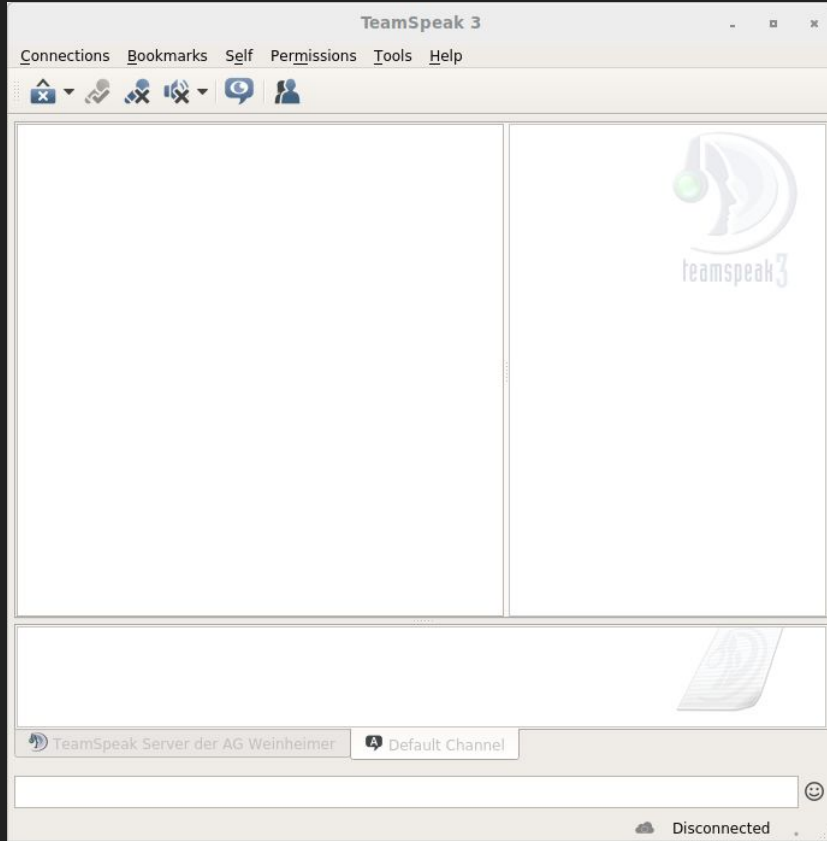 TeamSpeak 3
Connections Bookmarks Self Permissions Tools Help
teamspeak3
TeamSpeak Server der AG Weinheimer
Default Channel
Disconnected